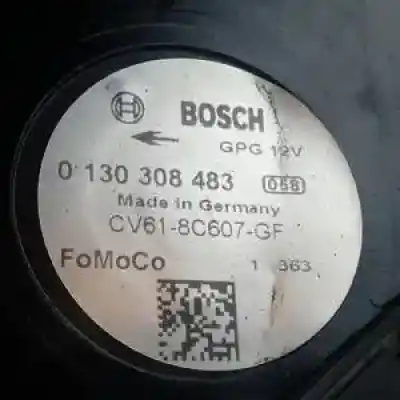 BOSCH
GPG 12V
0 130 308 483 058
Made in Germany
CV61-8C607-GF
FoMoCo 1 363